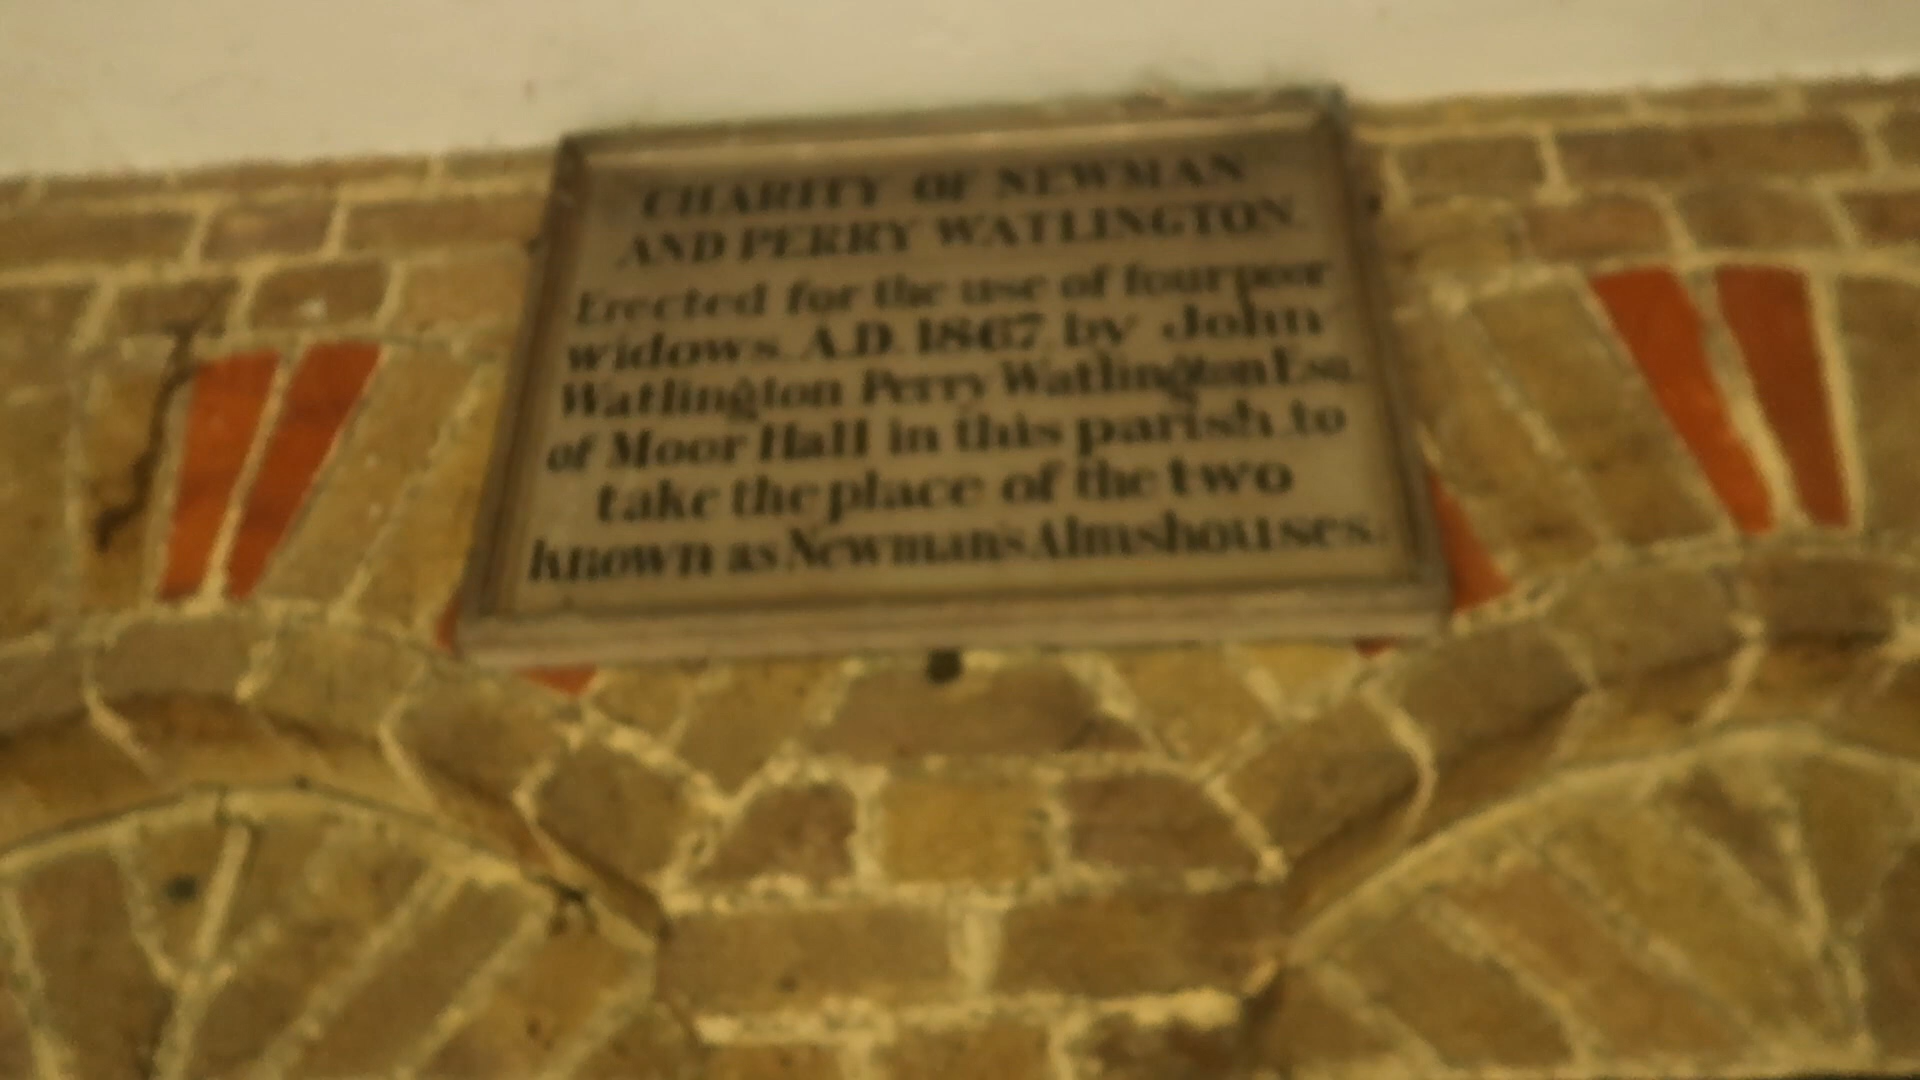 CHARITY OF NEWMAN
AND PERRY WATLINGTON.
Erected for the use of four poor
widows. A.D. 1867 by John
Watlington Perry Watlington Esq.
of Moor Hall in this parish, to
take the place of the two
known as Newman's Almshouses.